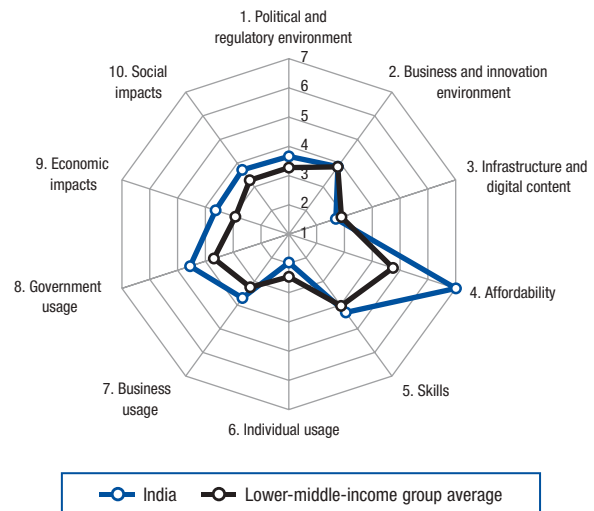 1. Political and
regulatory environment
2. Business and innovation
environment
3. Infrastructure and
digital content
4. Affordability
5. Skills
6. Individual usage
7. Business
usage
8. Government
usage
9. Economic
impacts
10. Social
impacts
7
6
5
4
3
2
1
India
Lower-middle-income group average